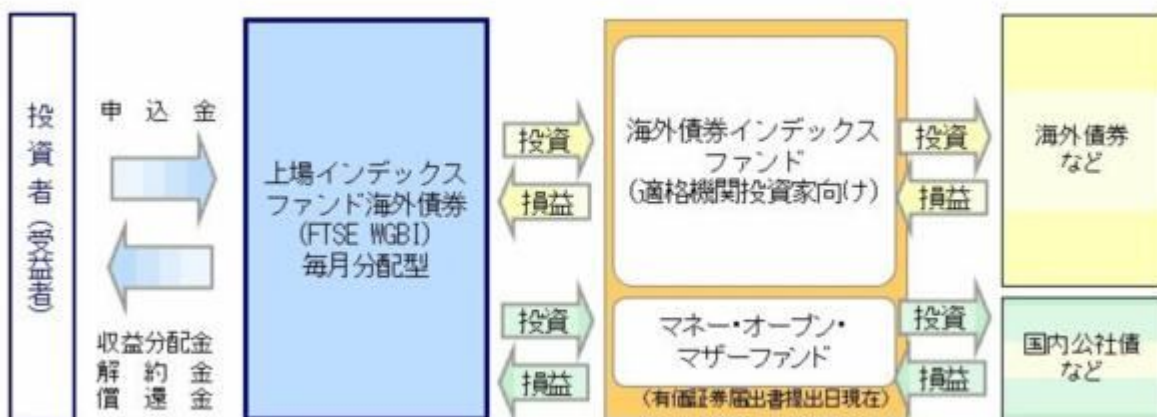 投資者(受益者)
申込金
収益分配金
解約金
償還金
上場インデックス
ファンド海外債券
(FTSE WGBI)
毎月分配型
投資
損益
投資
損益
海外債券インデックス
ファンド
(適格機関投資家向け)
マネー・オープン・
マザーファンド
(有価証券届出書提出日現在)
投資
損益
投資
損益
海外債券
など
国内公社債
など